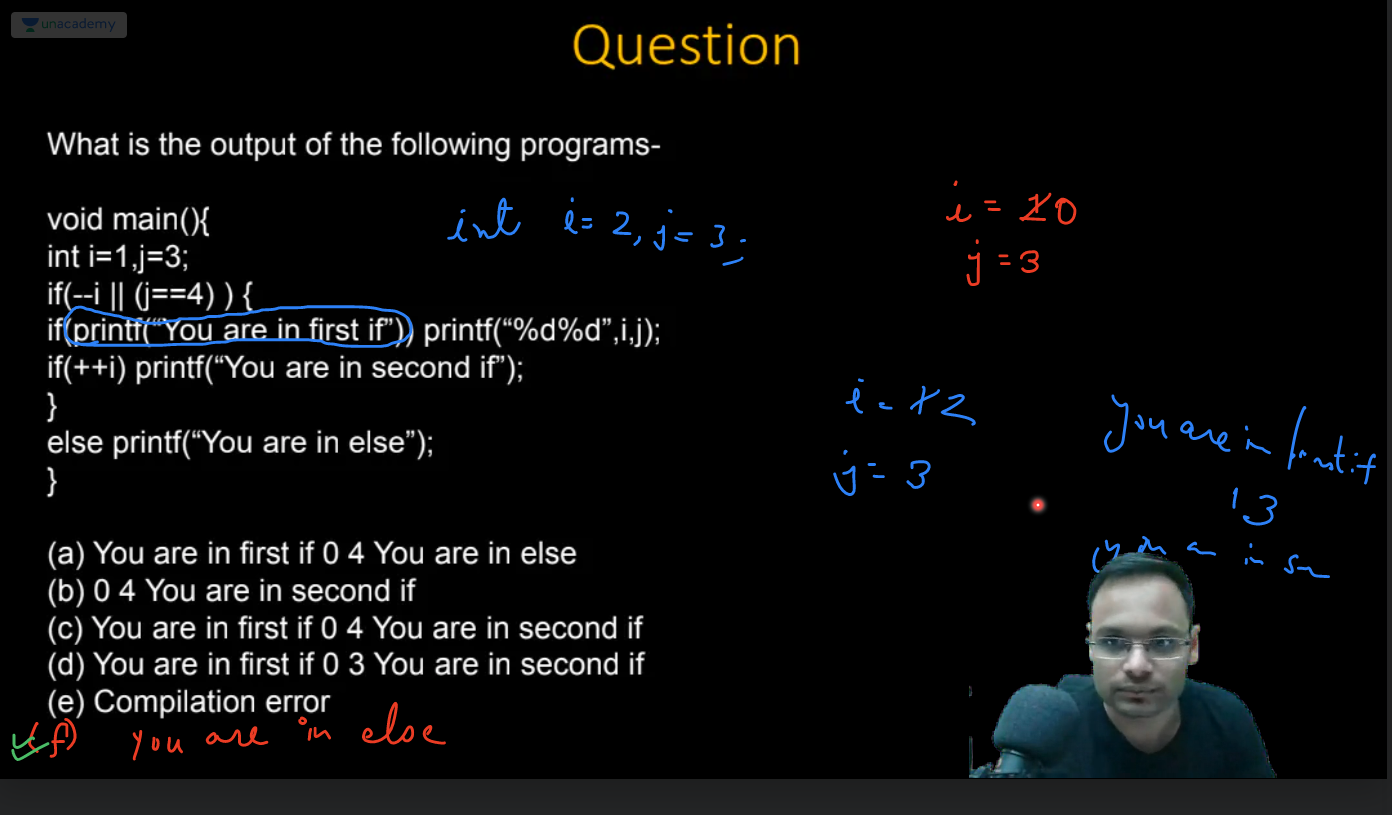 unacademy
Question
What is the output of the following programs-
void main(){
int i=1,j=3;
if(--i || (j==4) ) {
if(printf(“You are in first if”)) printf(“%d%d”,i,j);
if(++i) printf(“You are in second if”);
}
else printf(“You are in else”);
}
(a) You are in first if 0 4 You are in else
(b) 0 4 You are in second if
(c) You are in first if 0 4 You are in second if
(d) You are in first if 0 3 You are in second if
(e) Compilation error
(f) you are in else
int i= 2, j= 3;
i = 1 0
j = 3
i = 1 2
j = 3
You are in first if
1 3
you in